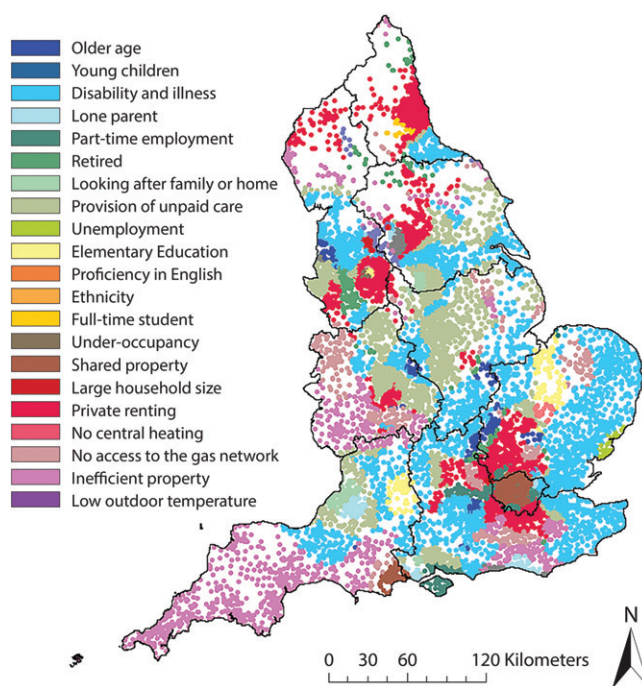 Older age
Young children
Disability and illness
Lone parent
Part-time employment
Retired
Looking after family or home
Provision of unpaid care
Unemployment
Elementary Education
Proficiency in English
Ethnicity
Full-time student
Under-occupancy
Shared property
Large household size
Private renting
No central heating
No access to the gas network
Inefficient property
Low outdoor temperature
N
0 30 60 120 Kilometers